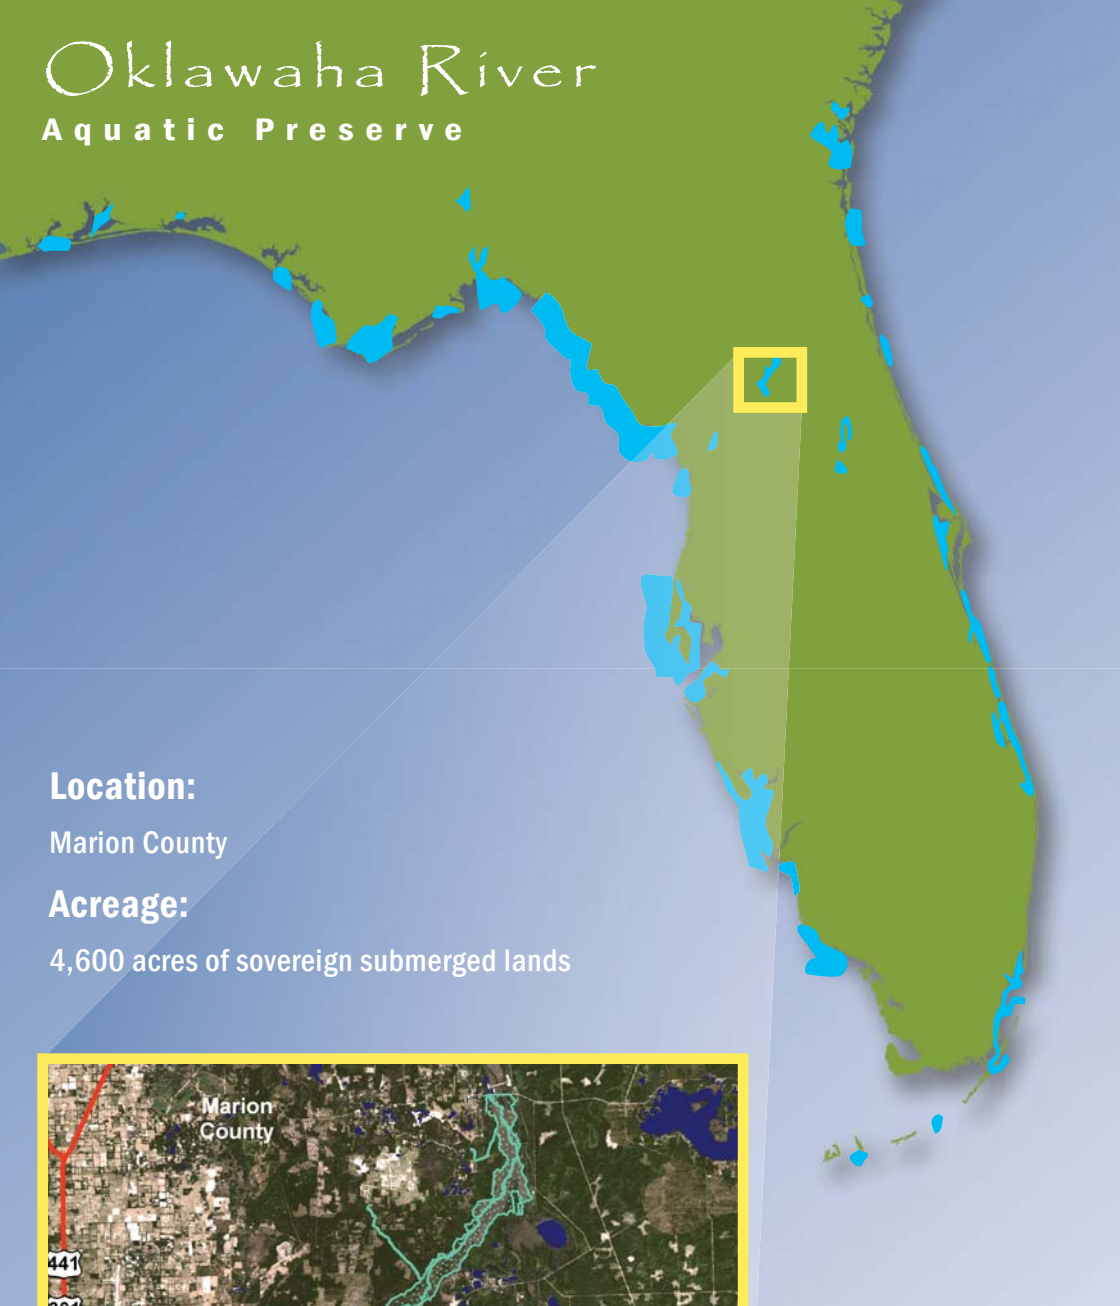 Oklawaha River
Aquatic Preserve
Location:
Marion County
Acreage:
4,600 acres of sovereign submerged lands
Marion
County
441